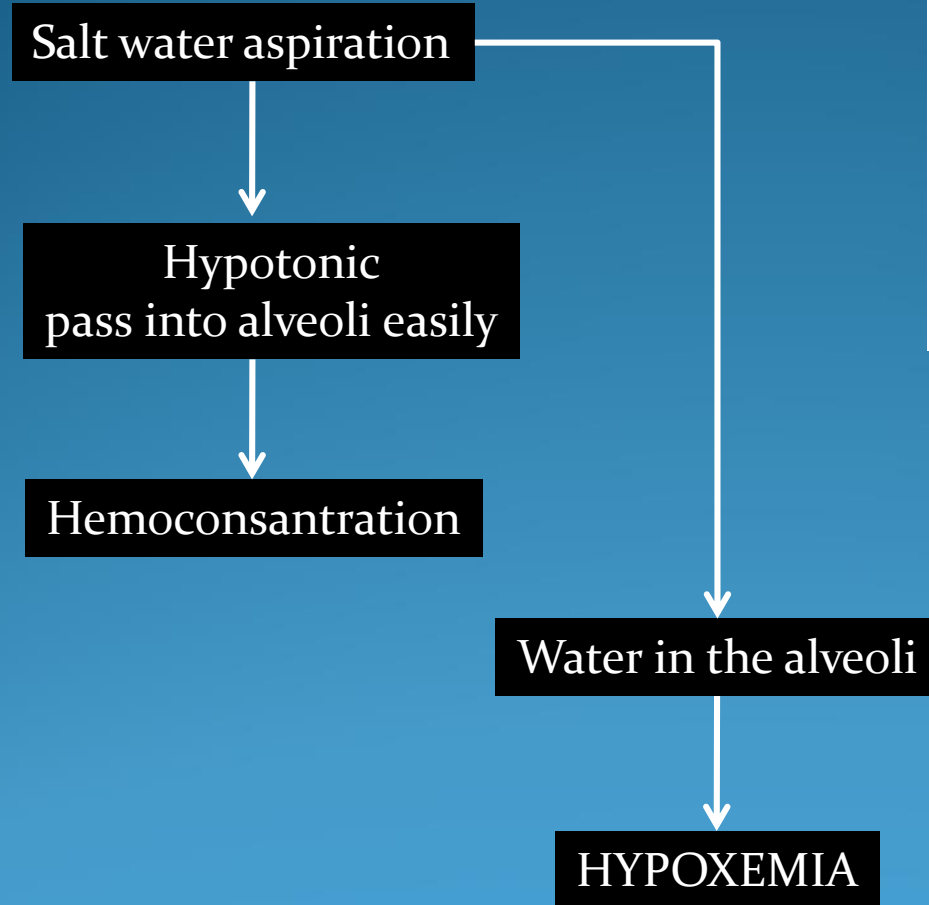 Salt water aspiration
Hypotonic
pass into alveoli easily
Hemoconsantration
Water in the alveoli
HYPOXEMIA